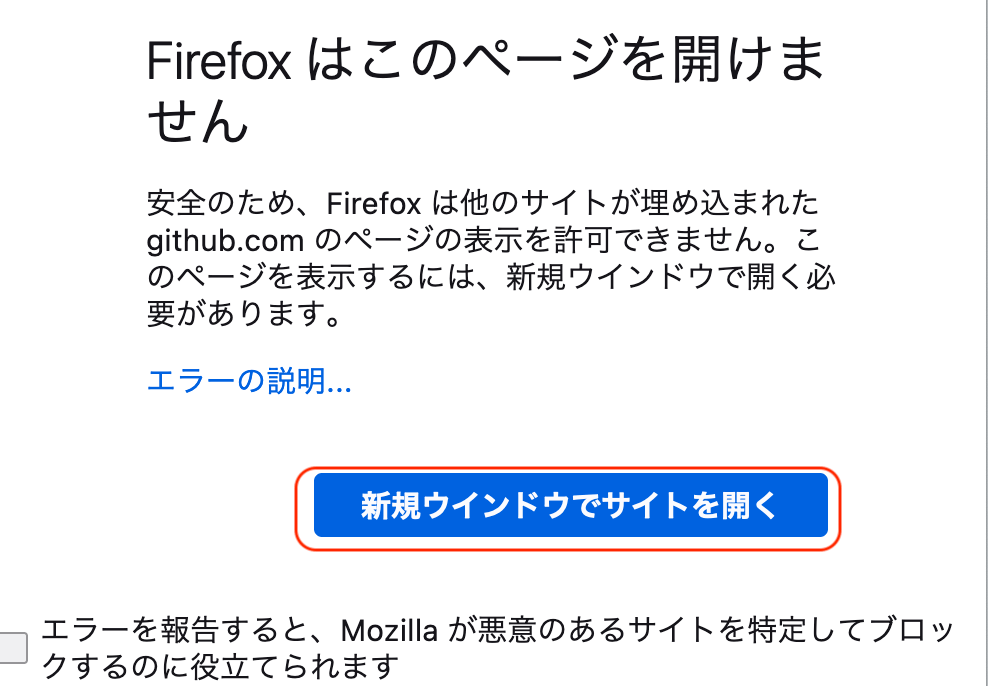 Firefox はこのページを開けま
せん
安全のため、Firefox は他のサイトが埋め込まれた
github.com のページの表示を許可できません。こ
のページを表示するには、新規ウインドウで開く必
要があります。
エラーの説明...
新規ウインドウでサイトを開く
エラーを報告すると、Mozilla が悪意のあるサイトを特定してブロッ
クするのに役立てられます